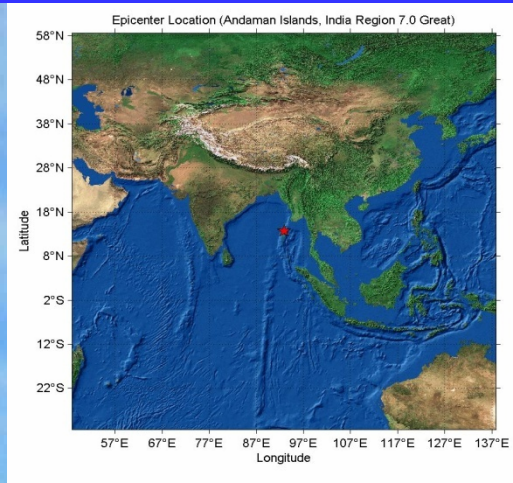 Epicenter Location (Andaman Islands, India Region 7.0 Great)
58°N
48°N
38°N
28°N
18°N
8°N
2°S
12°S
22°S
Latitude
57°E 67°E 77°E 87°E 97°E 107°E 117°E 127°E 137°E
Longitude